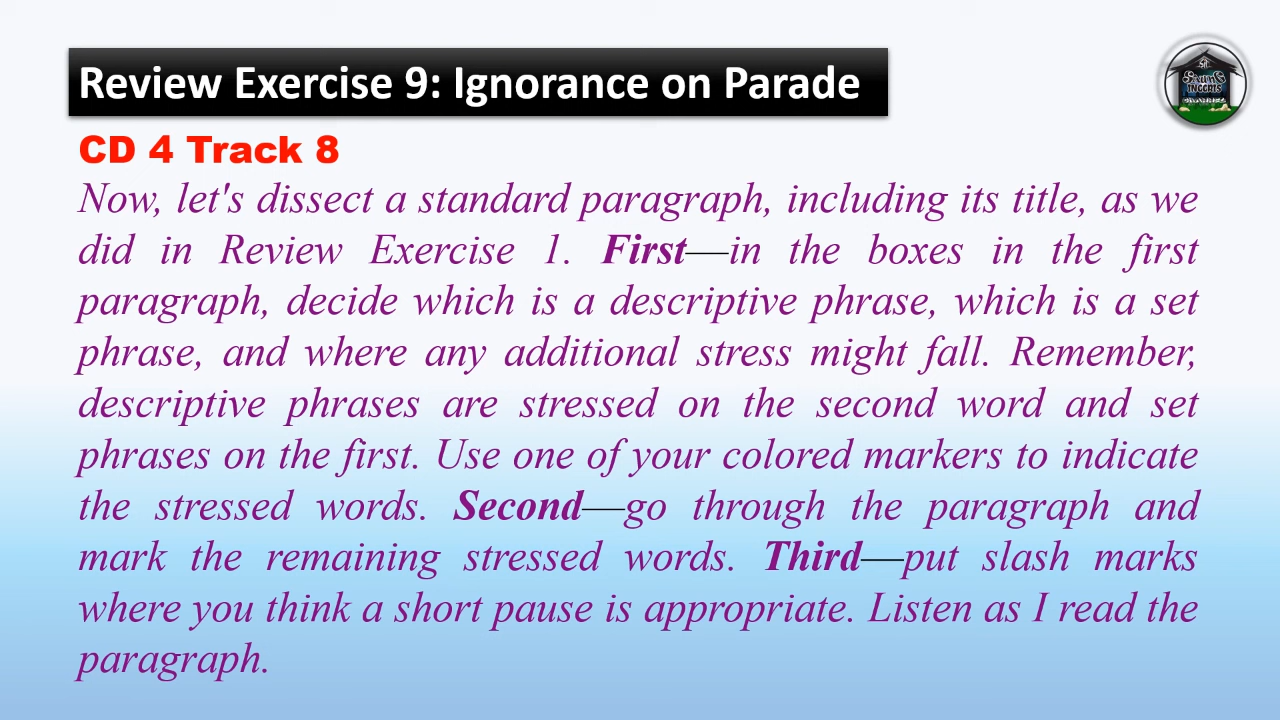 Review Exercise 9: Ignorance on Parade
CD 4 Track 8
Now, let's dissect a standard paragraph, including its title, as we
did in Review Exercise 1. First—in the boxes in the first
paragraph, decide which is a descriptive phrase, which is a set
phrase, and where any additional stress might fall. Remember,
descriptive phrases are stressed on the second word and set
phrases on the first. Use one of your colored markers to indicate
the stressed words. Second—go through the paragraph and
mark the remaining stressed words. Third—put slash marks
where you think a short pause is appropriate. Listen as I read the
paragraph.